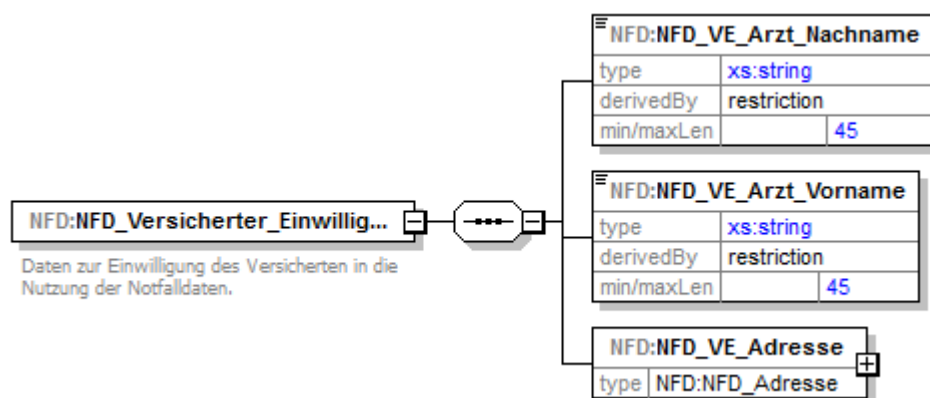 NFD:NFD_VE_Arzt_Nachname
type xs:string
derivedBy restriction
min/maxLen 45
NFD:NFD_VE_Arzt_Vorname
type xs:string
derivedBy restriction
min/maxLen 45
NFD:NFD_Versicherter_Einwillig...
Daten zur Einwilligung des Versicherten in die
Nutzung der Notfalldaten.
NFD:NFD_VE_Adresse
type NFD:NFD_Adresse